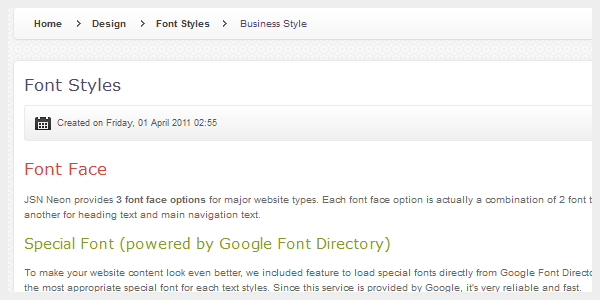 Home > Design > Font Styles > Business Style
Font Styles
Created on Friday, 01 April 2011 02:55
Font Face
JSN Neon provides 3 font face options for major website types. Each font face option is actually a combination of 2 font
another for heading text and main navigation text.
Special Font (powered by Google Font Directory)
To make your website content look even better, we included feature to load special fonts directly from Google Font
the most appropriate special font for each text styles. Since this service is provided by Google, it's very reliable and fast.